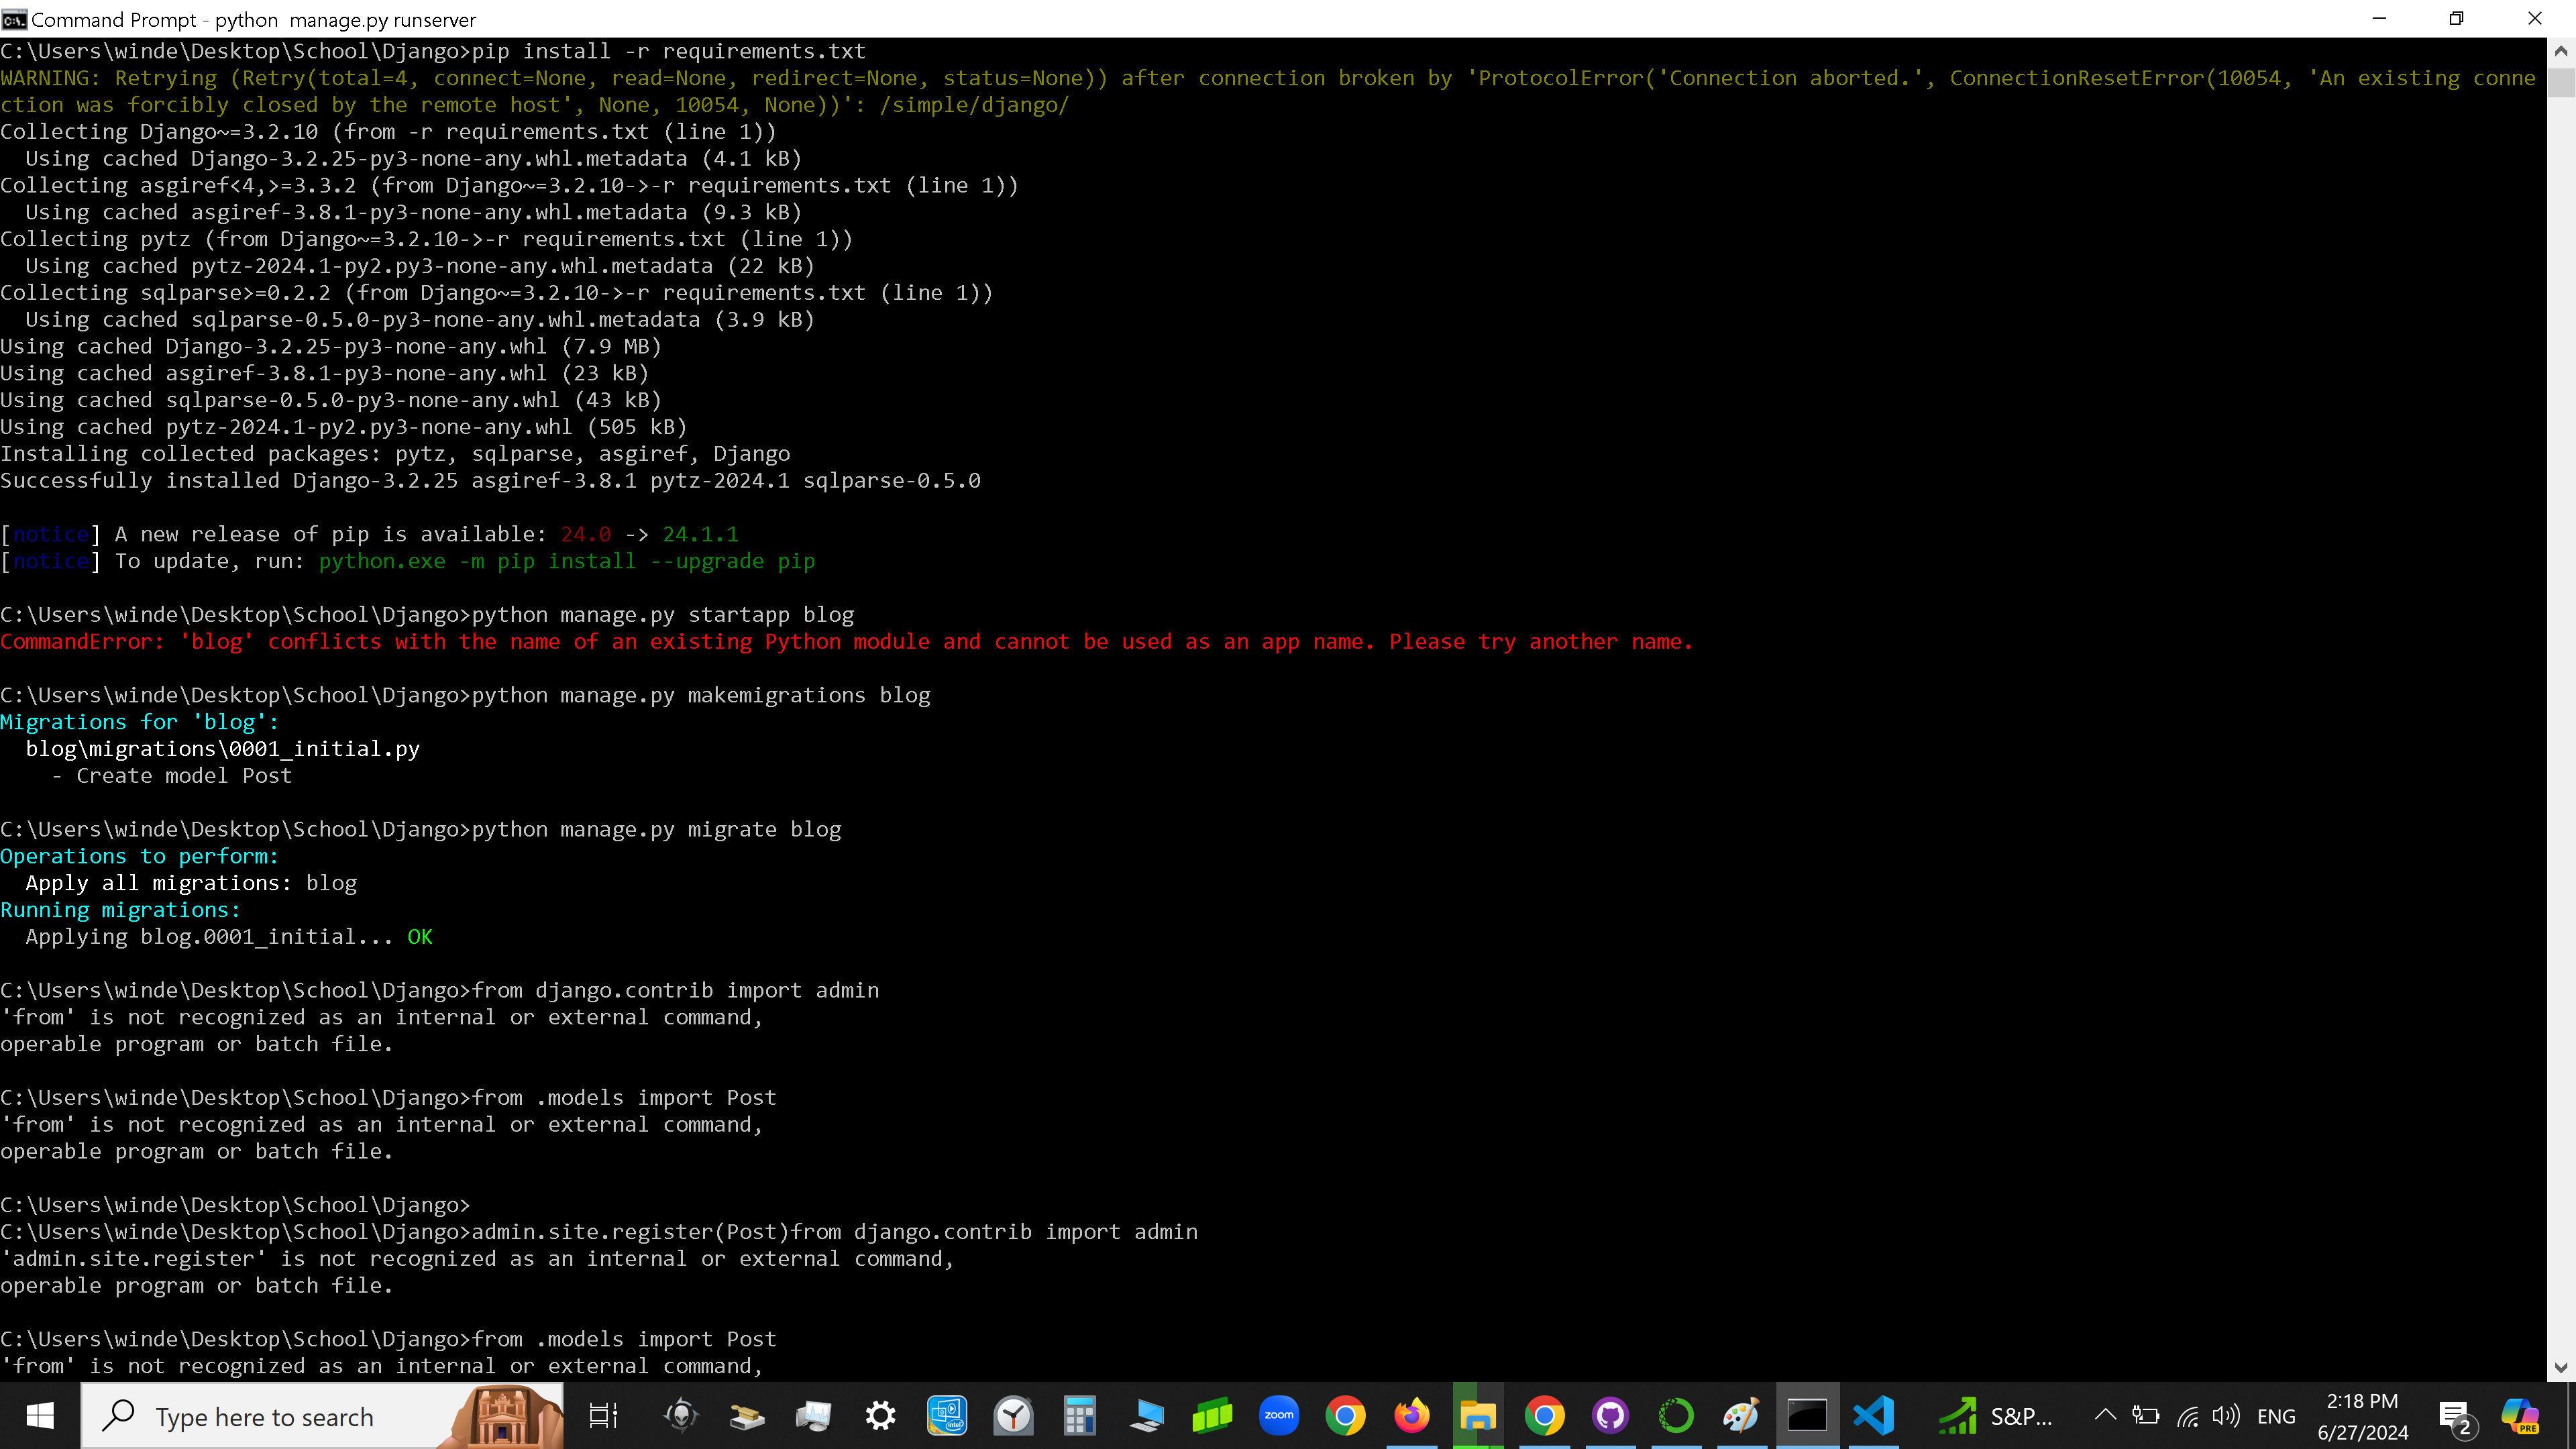 Command Prompt - python  manage.py runserver
C:\Users\winde\Desktop\School\Django>pip install -r requirements.txt
WARNING: Retrying (Retry(total=4, connect=None, read=None, redirect=None, status=None)) after connection broken by 'ProtocolError('Connection aborted.', ConnectionResetError(10054, 'An existing conne
ction was forcibly closed by the remote host', None, 10054, None))': /simple/django/
Collecting Django~=3.2.10 (from -r requirements.txt (line 1))
  Using cached Django-3.2.25-py3-none-any.whl.metadata (4.1 kB)
Collecting asgiref<4,>=3.3.2 (from Django~=3.2.10->-r requirements.txt (line 1))
  Using cached asgiref-3.8.1-py3-none-any.whl.metadata (9.3 kB)
Collecting pytz (from Django~=3.2.10->-r requirements.txt (line 1))
  Using cached pytz-2024.1-py2.py3-none-any.whl.metadata (22 kB)
Collecting sqlparse>=0.2.2 (from Django~=3.2.10->-r requirements.txt (line 1))
  Using cached sqlparse-0.5.0-py3-none-any.whl.metadata (3.9 kB)
Using cached Django-3.2.25-py3-none-any.whl (7.9 MB)
Using cached asgiref-3.8.1-py3-none-any.whl (23 kB)
Using cached sqlparse-0.5.0-py3-none-any.whl (43 kB)
Using cached pytz-2024.1-py2.py3-none-any.whl (505 kB)
Installing collected packages: pytz, sqlparse, asgiref, Django
Successfully installed Django-3.2.25 asgiref-3.8.1 pytz-2024.1 sqlparse-0.5.0
[notice] A new release of pip is available: 24.0 -> 24.1.1
[notice] To update, run: python.exe -m pip install --upgrade pip
C:\Users\winde\Desktop\School\Django>python manage.py startapp blog
CommandError: 'blog' conflicts with the name of an existing Python module and cannot be used as an app name. Please try another name.
C:\Users\winde\Desktop\School\Django>python manage.py makemigrations blog
Migrations for 'blog':
  blog\migrations\0001_initial.py
    - Create model Post
C:\Users\winde\Desktop\School\Django>python manage.py migrate blog
Operations to perform:
  Apply all migrations: blog
Running migrations:
  Applying blog.0001_initial... OK
C:\Users\winde\Desktop\School\Django>from django.contrib import admin
'from' is not recognized as an internal or external command,
operable program or batch file.
C:\Users\winde\Desktop\School\Django>from .models import Post
'from' is not recognized as an internal or external command,
operable program or batch file.
C:\Users\winde\Desktop\School\Django>
C:\Users\winde\Desktop\School\Django>admin.site.register(Post)from django.contrib import admin
'admin.site.register' is not recognized as an internal or external command,
operable program or batch file.
C:\Users\winde\Desktop\School\Django>from .models import Post
'from' is not recognized as an internal or external command,
Type here to search
zoom
S&P...
ENG
2:18 PM
6/27/2024
2
PRE